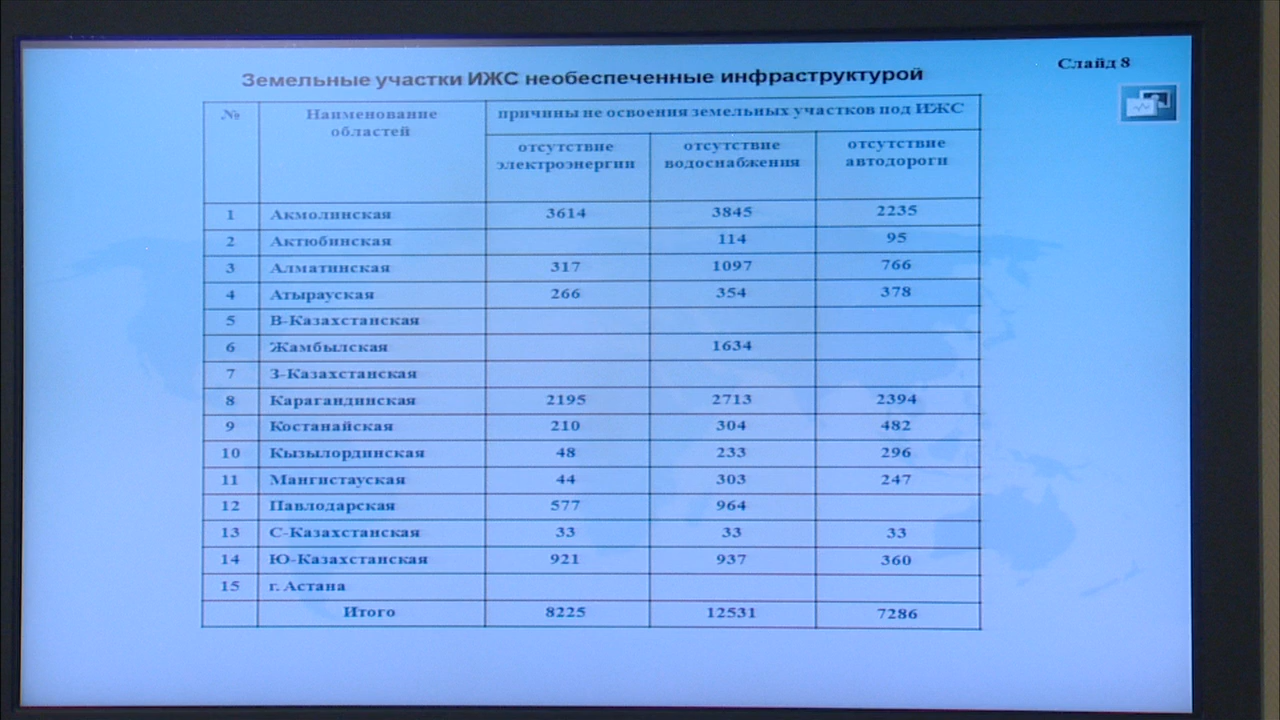 Слайд 8
Земельные участки ИЖС необеспеченные инфраструктурой
№ Наименование областей причины не освоения земельных участков под ИЖС
отсутствие электроэнергии отсутствие водоснабжения отсутствие автодороги
1 Акмолинская 3614 3845 2235
2 Актюбинская 114 95
3 Алматинская 317 1097 766
4 Атырауская 266 354 378
5 В-Казахстанская
6 Жамбылская 1634
7 З-Казахстанская
8 Карагандинская 2195 2713 2394
9 Костанайская 210 304 482
10 Кызылординская 48 233 296
11 Мангистауская 44 303 247
12 Павлодарская 577 964
13 С-Казахстанская 33 33 33
14 Ю-Казахстанская 921 937 360
15 г. Астана
Итого 8225 12531 7286